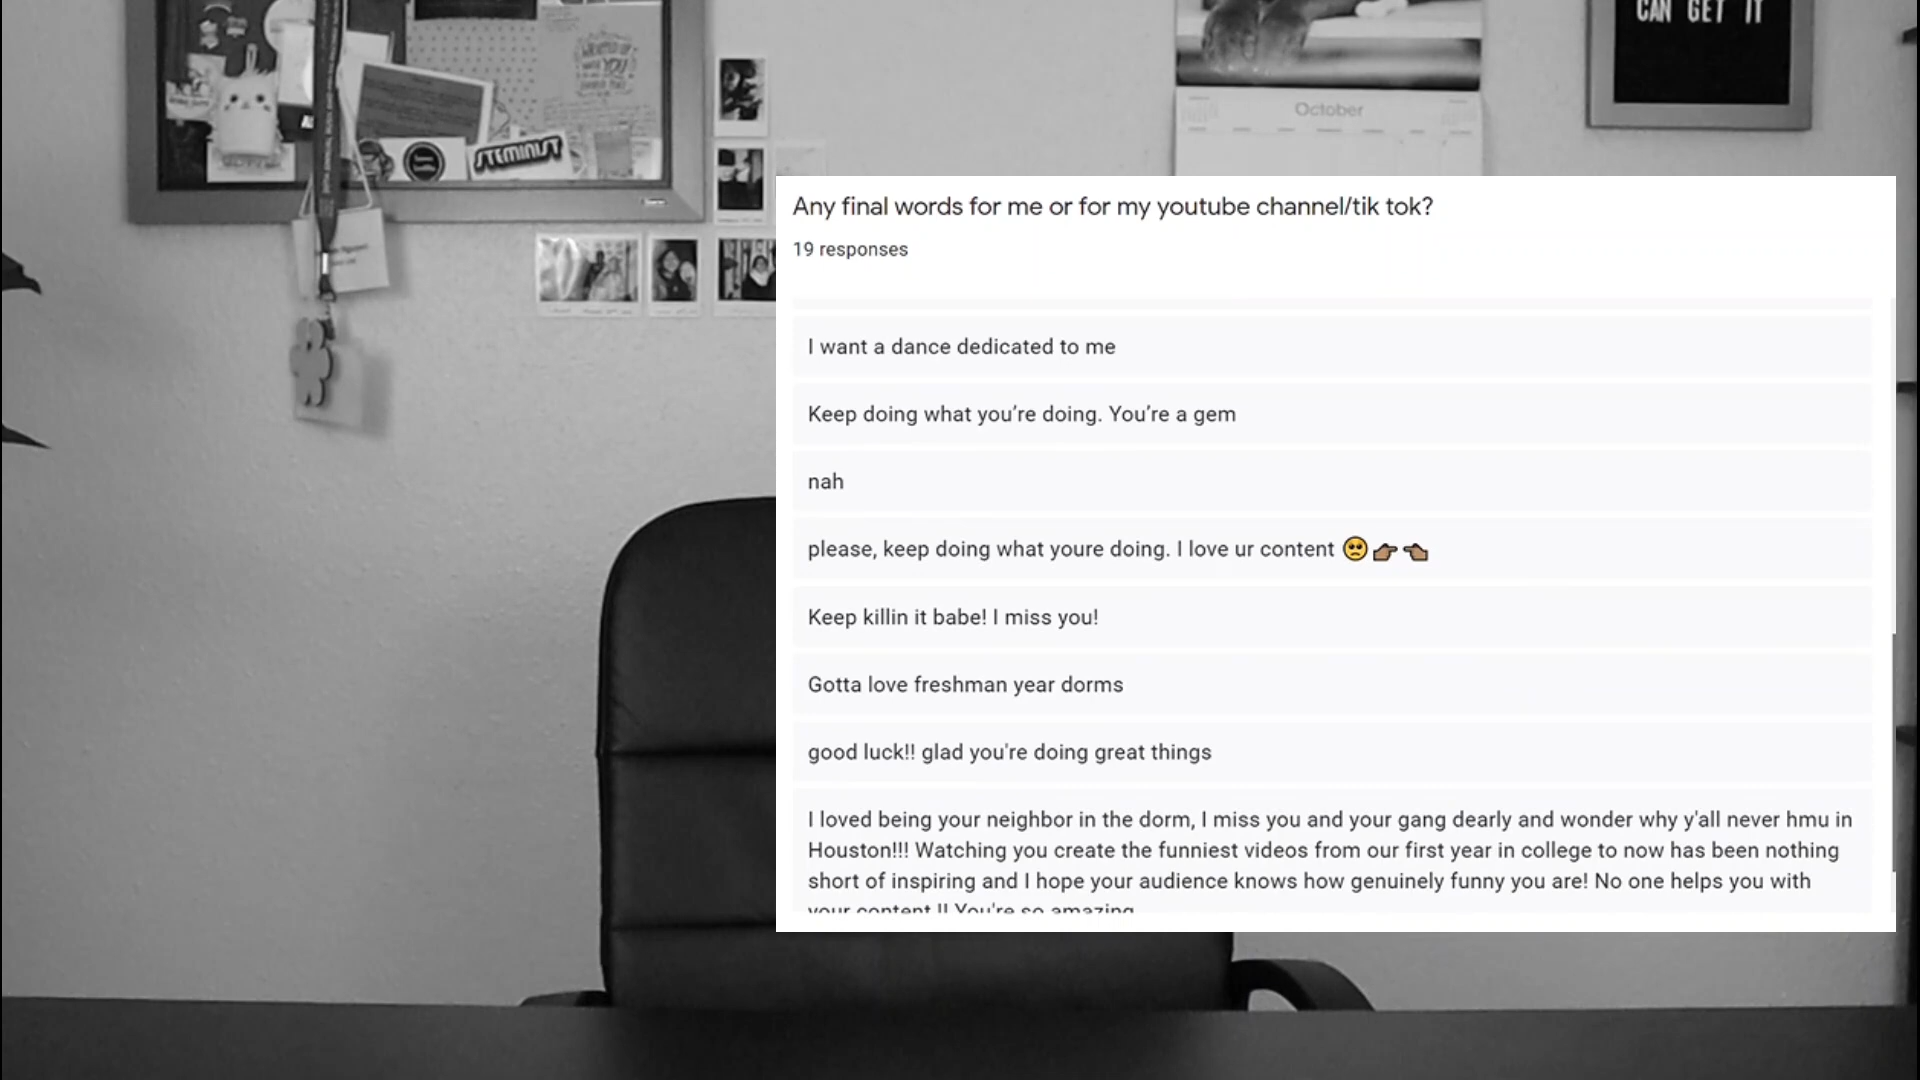 CAN GET IT
STEMINIST
October
Any final words for me or for my youtube channel/tik tok?
19 responses
I want a dance dedicated to me
Keep doing what you’re doing. You’re a gem
nah
please, keep doing what youre doing. I love ur content 🥺👉🏽👈🏽
Keep killin it babe! I miss you!
Gotta love freshman year dorms
good luck!! glad you're doing great things
I loved being your neighbor in the dorm, I miss you and your gang dearly and wonder why y'all never hmu in
Houston!!! Watching you create the funniest videos from our first year in college to now has been nothing
short of inspiring and I hope your audience knows how genuinely funny you are! No one helps you with
your content !! You're so amazing